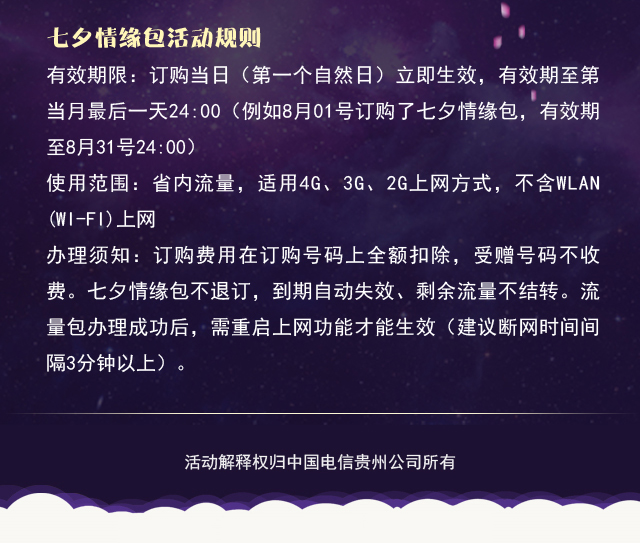 七夕情缘包活动规则
有效期限：订购当日（第一个自然日）立即生效，有效期至第
当月最后一天24:00（例如8月01号订购了七夕情缘包，有效期
至8月31号24:00）
使用范围：省内流量，适用4G、3G、2G上网方式，不含WLAN
(WI-FI)上网
办理须知：订购费用在订购号码上全额扣除，受赠号码不收
费。七夕情缘包不退订，到期自动失效、剩余流量不结转。流
量包办理成功后，需重启上网功能才能生效（建议断网时间间
隔3分钟以上）。
活动解释权归中国电信贵州公司所有